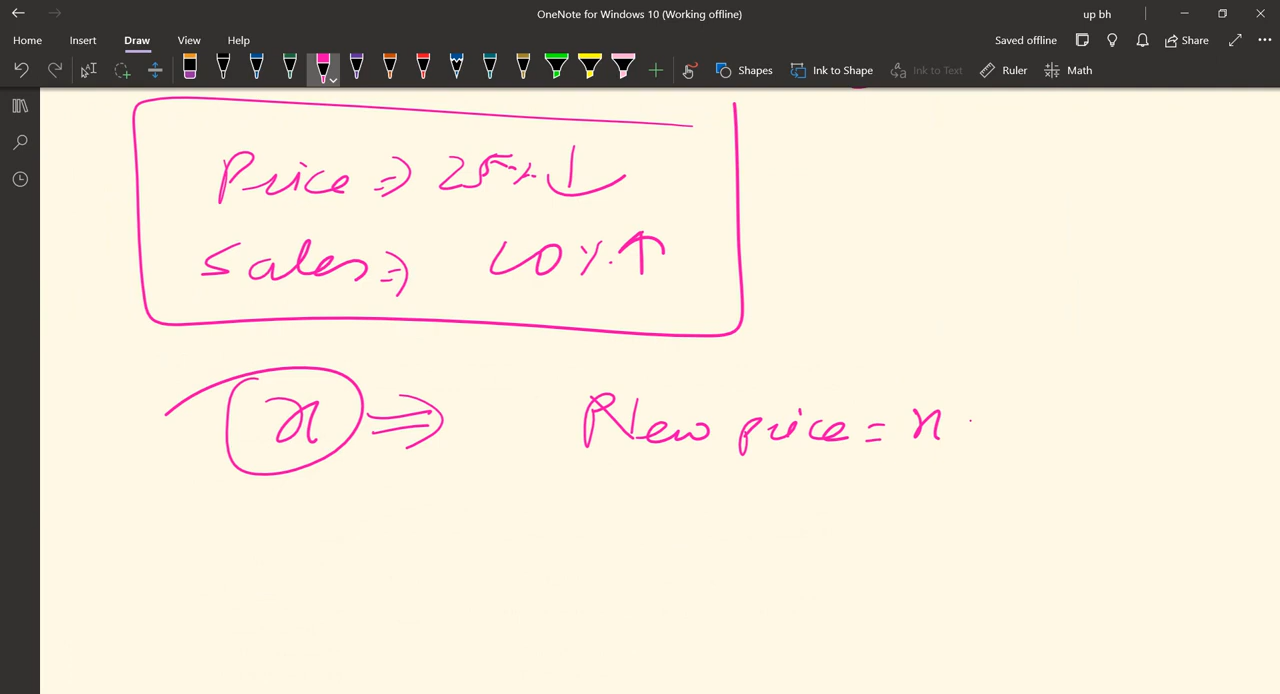 OneNote for Windows 10 (Working offline)
up bh
Home Insert Draw View Help
Saved offline
Share
Shapes
Ink to Shape
Ink to Text
Ruler
Math
Price ⇒ 25% ↓
Sales ⇒ 40% ↑
x ⇒ New price = x